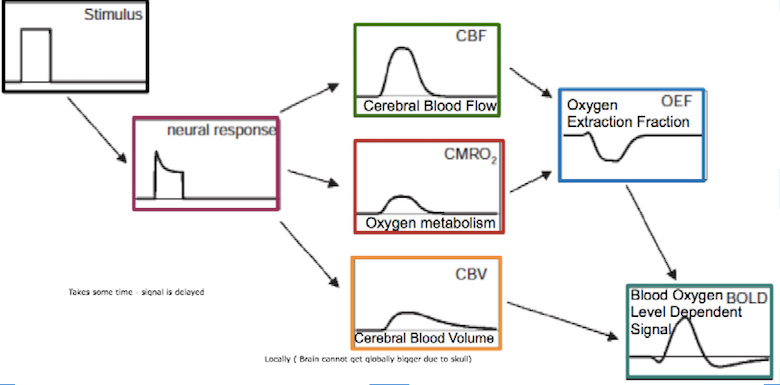 Stimulus
neural response
CBF
Cerebral Blood Flow
CMRO₂
Oxygen metabolism
CBV
Cerebral Blood Volume
Oxygen OEF
Extraction Fraction
Blood Oxygen BOLD
Level Dependent
Signal
Takes some time - signal is delayed
Locally ( Brain cannot get globally bigger due to skull)